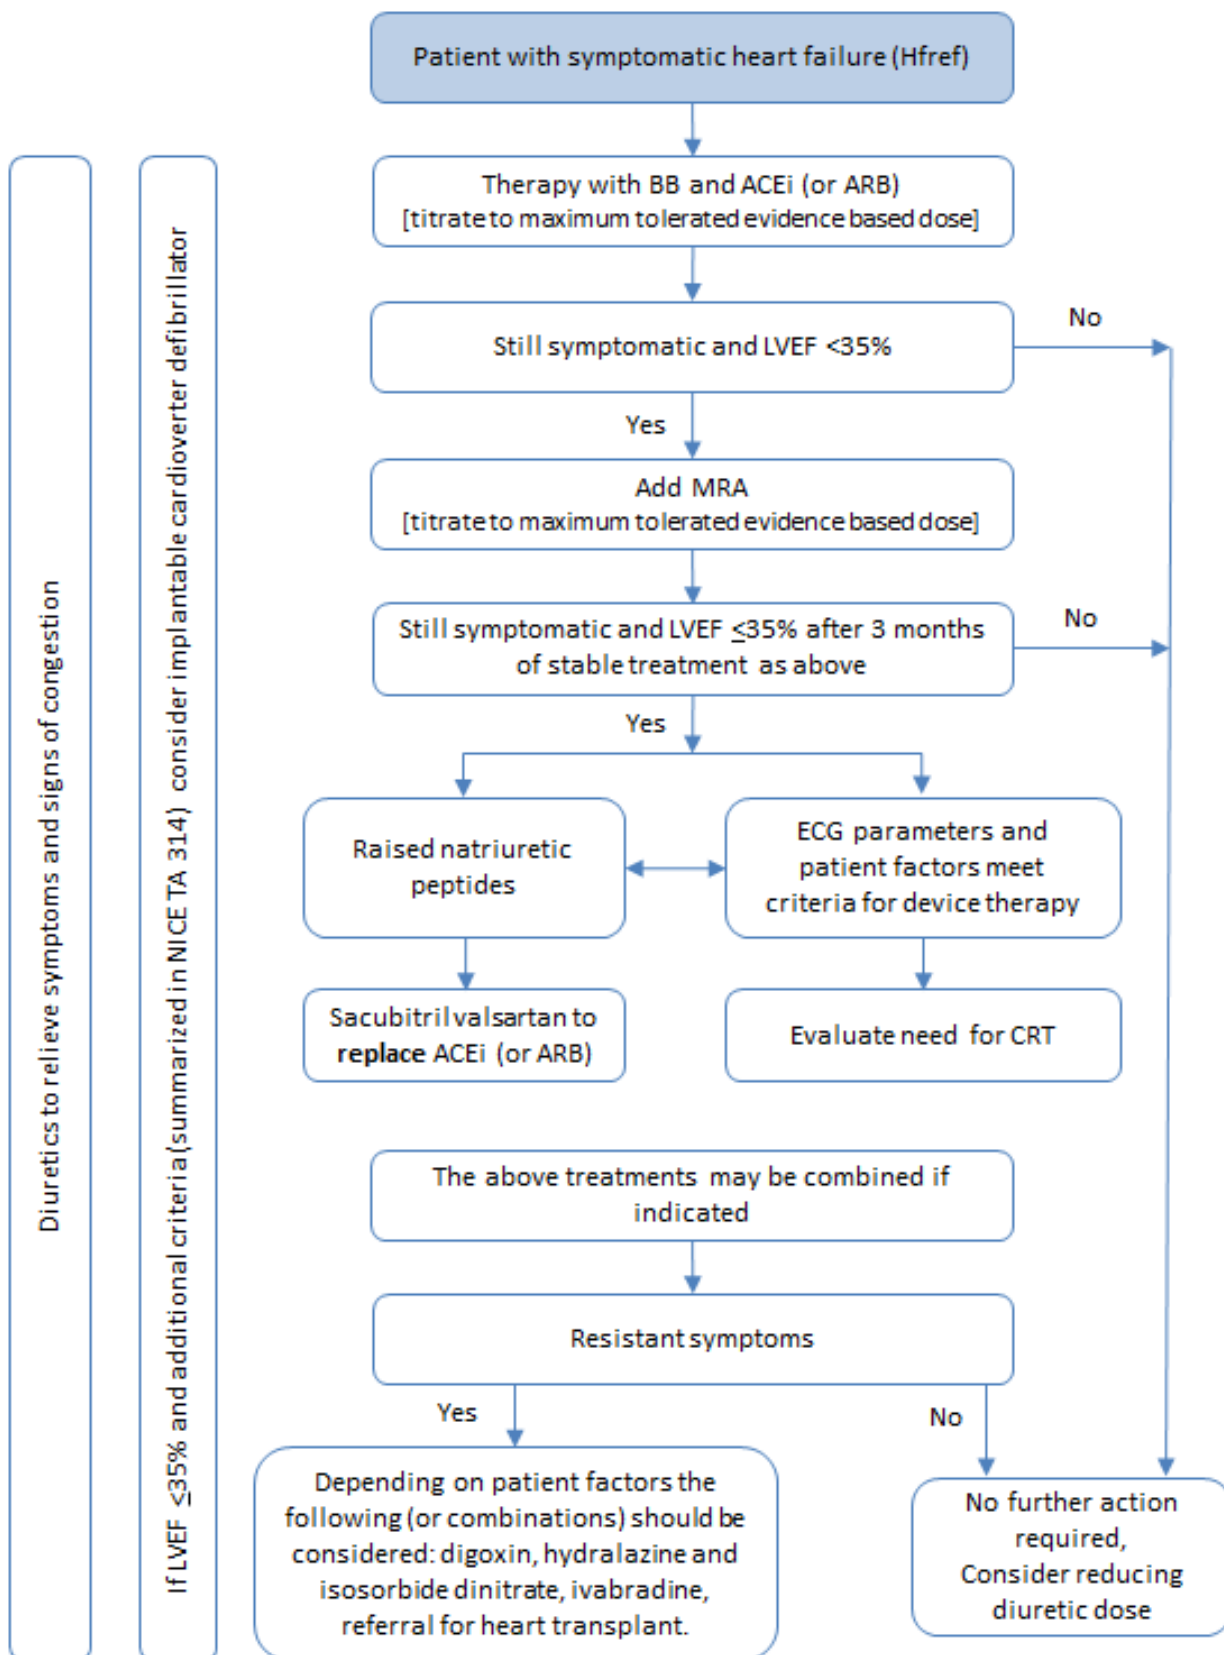 Patient with symptomatic heart failure (Hfref)
Therapy with BB and ACEi (or ARB)
[titrate to maximum tolerated evidence based dose]
Still symptomatic and LVEF <35%
No
Yes
Add MRA
[titrate to maximum tolerated evidence based dose]
Still symptomatic and LVEF ≤35% after 3 months
of stable treatment as above
No
Yes
Raised natriuretic
peptides
ECG parameters and
patient factors meet
criteria for device therapy
Sacubitril valsartan to
replace ACEi (or ARB)
Evaluate need for CRT
The above treatments may be combined if
indicated
Resistant symptoms
Yes
No
Depending on patient factors the
following (or combinations) should be
considered: digoxin, hydralazine and
isosorbide dinitrate, ivabradine,
referral for heart transplant.
No further action
required,
Consider reducing
diuretic dose
Diuretics to relieve symptoms and signs of congestion
If LVEF ≤35% and additional criteria (summarized in NICE TA 314) consider implantable cardioverter defibrillator